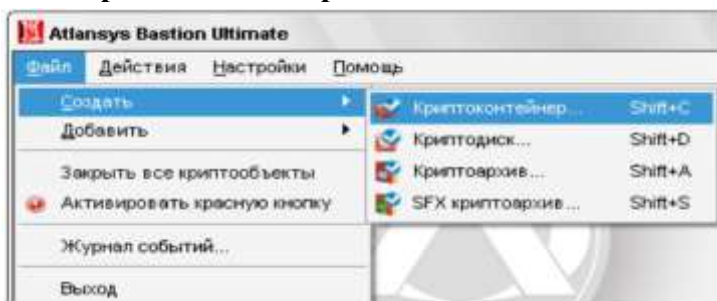 Atlansys Bastion Ultimate
Файл Действия Настройки Помощь
Создать
Добавить
Закрыть все криптообъекты
Активировать красную кнопку
Журнал событий...
Выход
Криптоконтейнер... Shift+C
Криптодиск... Shift+D
Криптоархив... Shift+A
SFX криптоархив... Shift+S